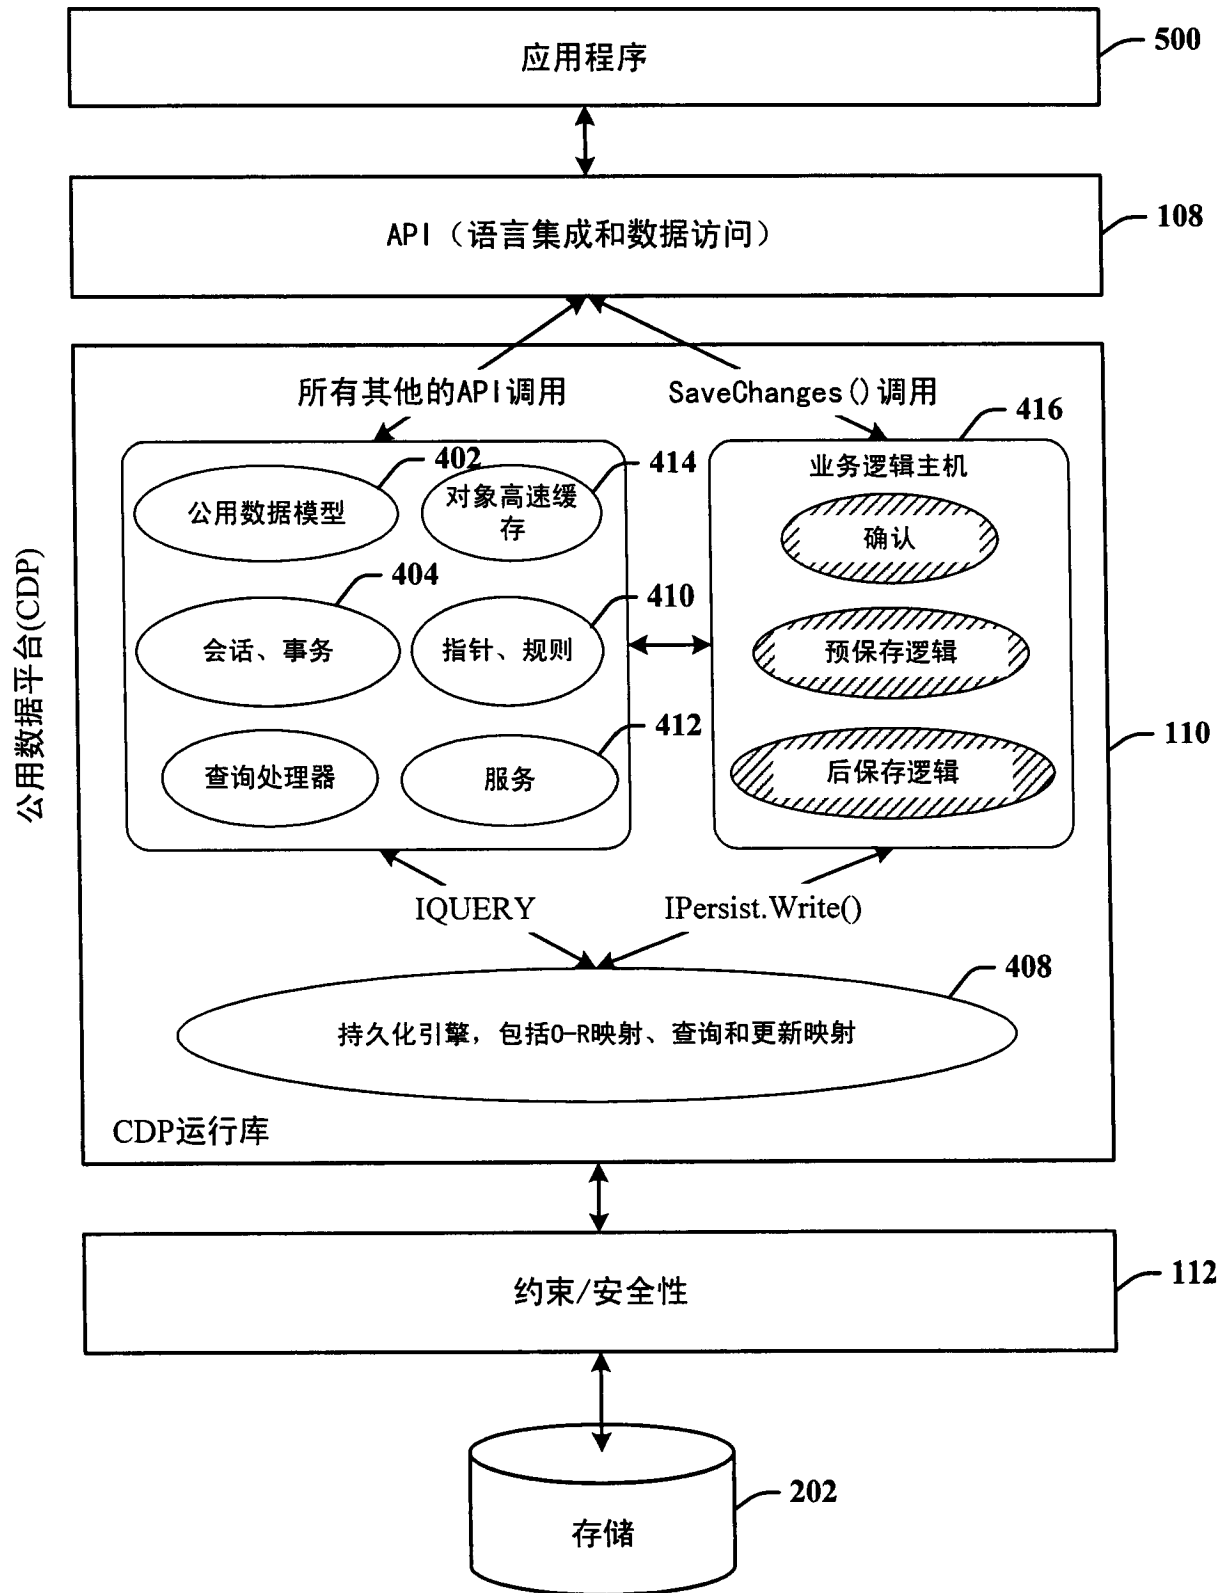 应用程序
500
API（语言集成和数据访问）
108
所有其他的API调用
SaveChanges()调用
416
402
414
业务逻辑主机
公用数据模型
对象高速缓
存
确认
404
410
会话、事务
指针、规则
预保存逻辑
412
110
查询处理器
服务
后保存逻辑
公用数据平台(CDP)
IQUERY
IPersist.Write()
408
持久化引擎，包括O-R映射、查询和更新映射
CDP运行库
约束/安全性
112
202
存储